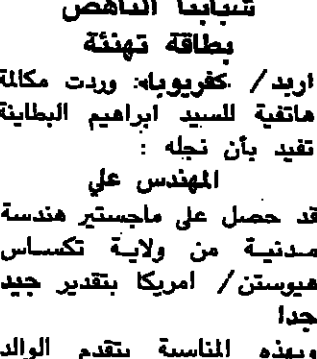 شبابنا الناهض
بطاقة تهنئة
اربد / كفريوبا: وردت مكالمة
هاتفية للسيد ابراهيم البطاينة
تفيد بأن نجله :
المهندس علي
قد حصل على ماجستير هندسة
مدنية من ولاية تكساس
هيوستن / امريكا بتقدير جيد
جدا
وبهذه المناسبة يتقدم الوالد